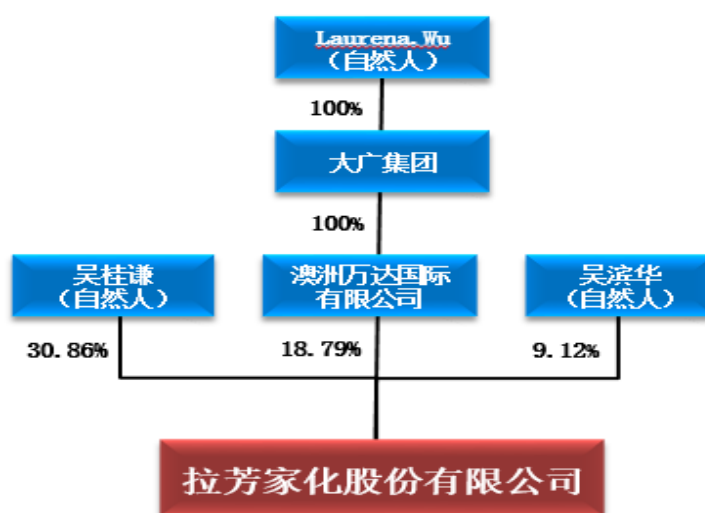 Laurena.Wu
（自然人）
100%
大广集团
100%
吴桂谦
（自然人）
澳洲万达国际
有限公司
吴滨华
（自然人）
30.86%
18.79%
9.12%
拉芳家化股份有限公司